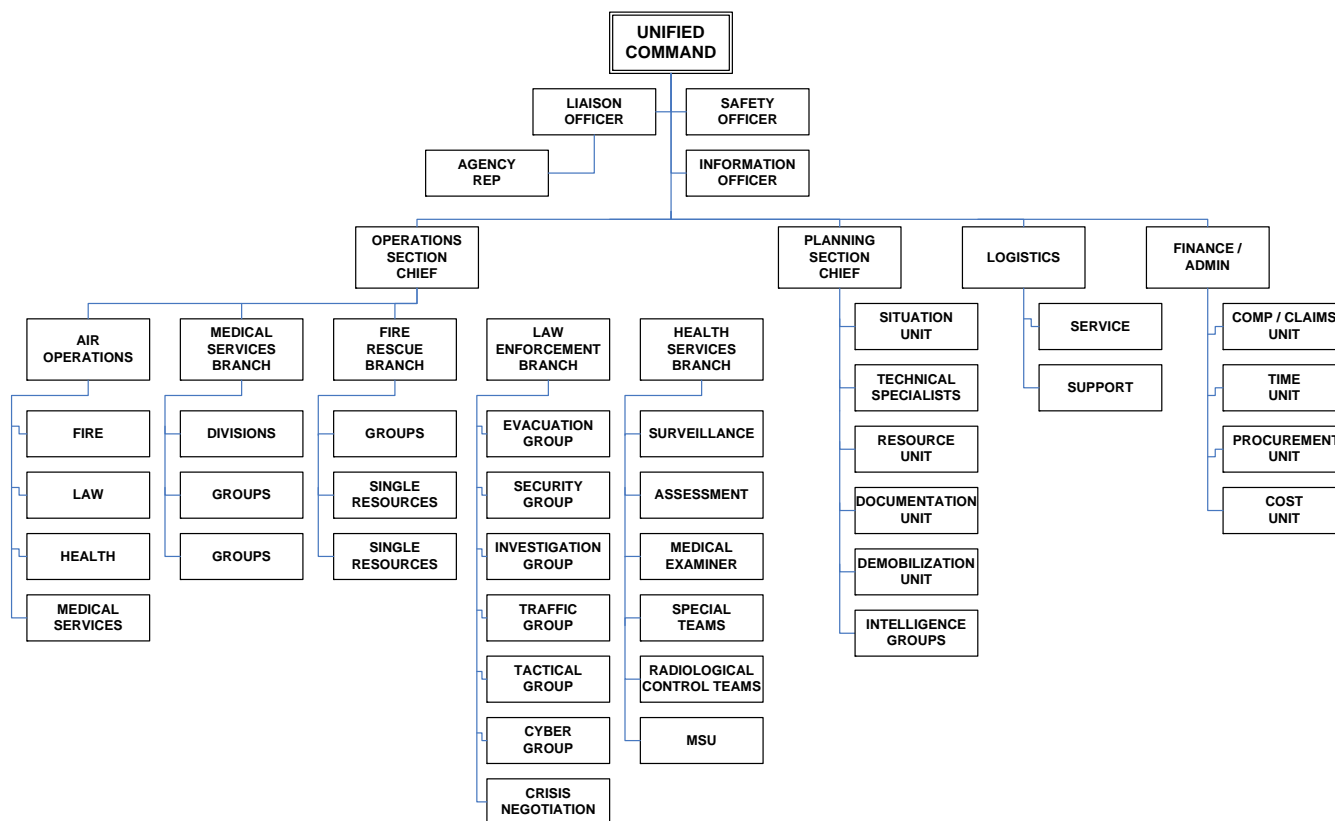 UNIFIED
COMMAND
LIAISON
OFFICER
SAFETY
OFFICER
AGENCY
REP
INFORMATION
OFFICER
OPERATIONS
SECTION
CHIEF
PLANNING
SECTION
CHIEF
LOGISTICS
FINANCE /
ADMIN
AIR
OPERATIONS
MEDICAL
SERVICES
BRANCH
FIRE
RESCUE
BRANCH
LAW
ENFORCEMENT
BRANCH
HEALTH
SERVICES
BRANCH
FIRE
LAW
HEALTH
MEDICAL
SERVICES
DIVISIONS
GROUPS
GROUPS
GROUPS
SINGLE
RESOURCES
SINGLE
RESOURCES
EVACUATION
GROUP
SECURITY
GROUP
INVESTIGATION
GROUP
TRAFFIC
GROUP
TACTICAL
GROUP
CYBER
GROUP
CRISIS
NEGOTIATION
SURVEILLANCE
ASSESSMENT
MEDICAL
EXAMINER
SPECIAL
TEAMS
RADIOLOGICAL
CONTROL TEAMS
MSU
SITUATION
UNIT
TECHNICAL
SPECIALISTS
RESOURCE
UNIT
DOCUMENTATION
UNIT
DEMOBILIZATION
UNIT
INTELLIGENCE
GROUPS
SERVICE
SUPPORT
COMP / CLAIMS
UNIT
TIME
UNIT
PROCUREMENT
UNIT
COST
UNIT